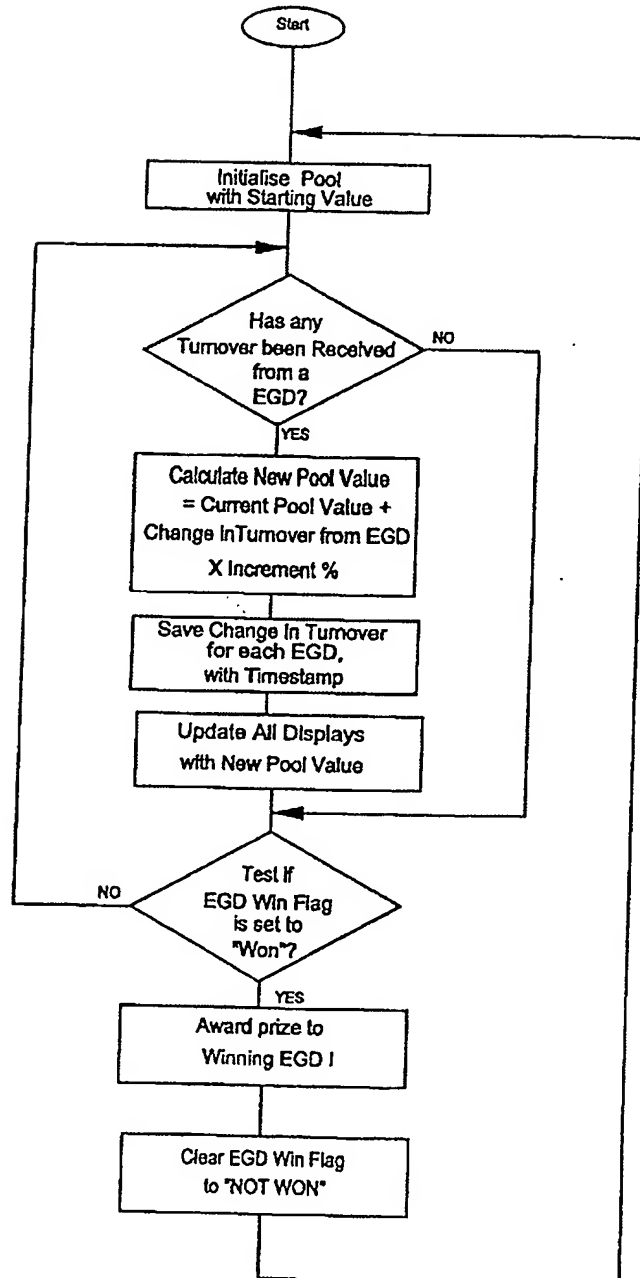 Start
Initialise Pool
with Starting Value
Has any
Turnover been Received
from a
EGD?
NO
YES
Calculate New Pool Value
= Current Pool Value +
Change InTurnover from EGD
X Increment %
Save Change In Turnover
for each EGD,
with Timestamp
Update All Displays
with New Pool Value
Test If
EGD Win Flag
is set to
"Won"?
NO
YES
Award prize to
Winning EGD !
Clear EGD Win Flag
to "NOT WON"